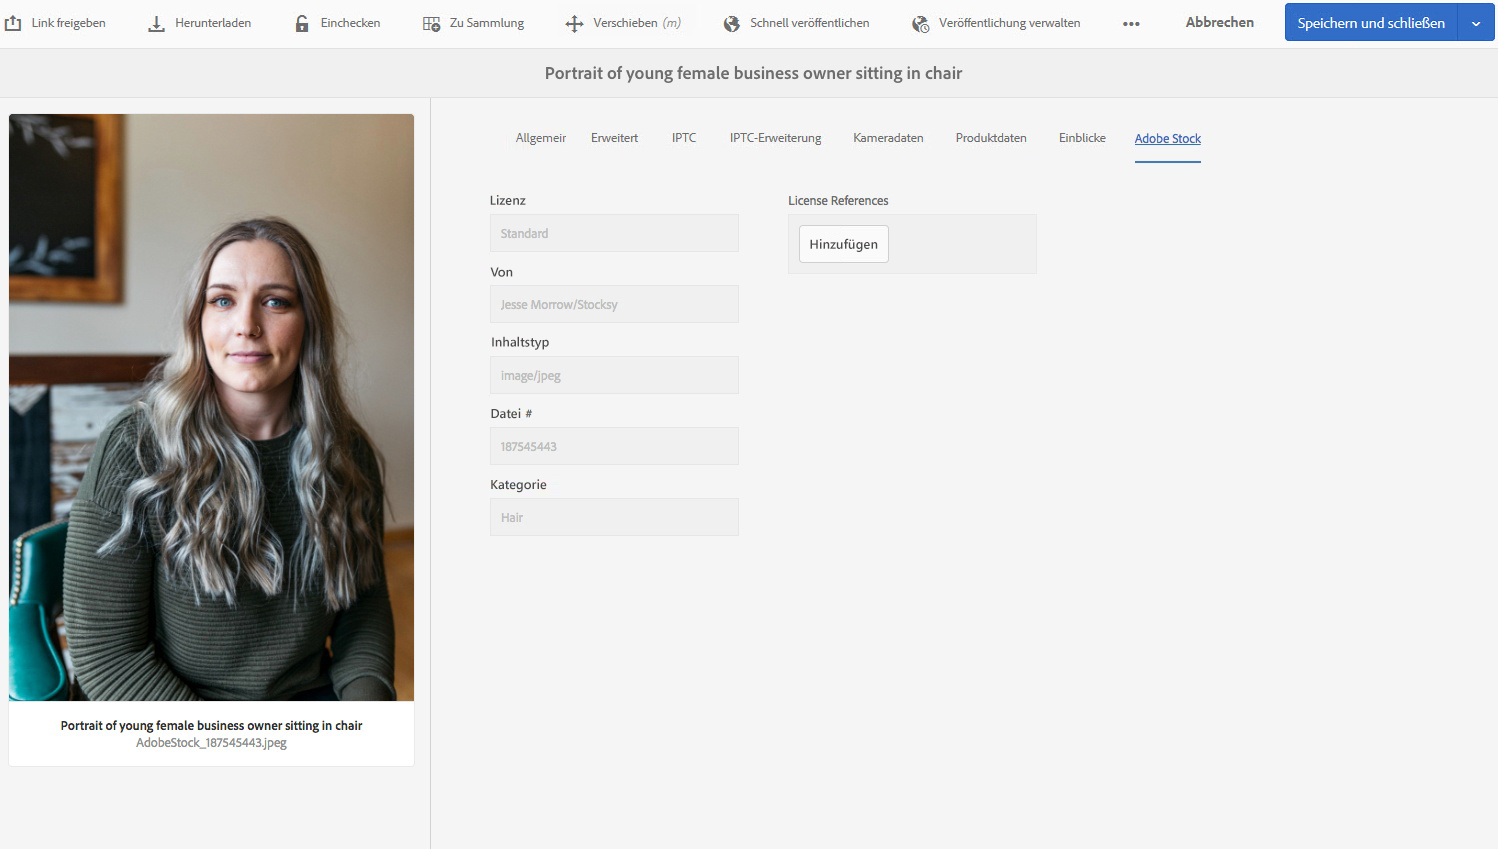 Link freigeben Herunterladen Einchecken Zu Sammlung Verschieben (m) Schnell veröffentlichen Veröffentlichung verwalten ••• Abbrechen Speichern und schließen
Portrait of young female business owner sitting in chair
Allgemeir Erweitert IPTC IPTC-Erweiterung Kameradaten Produktdaten Einblicke Adobe Stock
Lizenz
Standard
Von
Jesse Morrow/Stocksy
Inhaltstyp
image/jpeg
Datei #
187545443
Kategorie
Hair
License References
Hinzufügen
Portrait of young female business owner sitting in chair
AdobeStock_187545443.jpeg